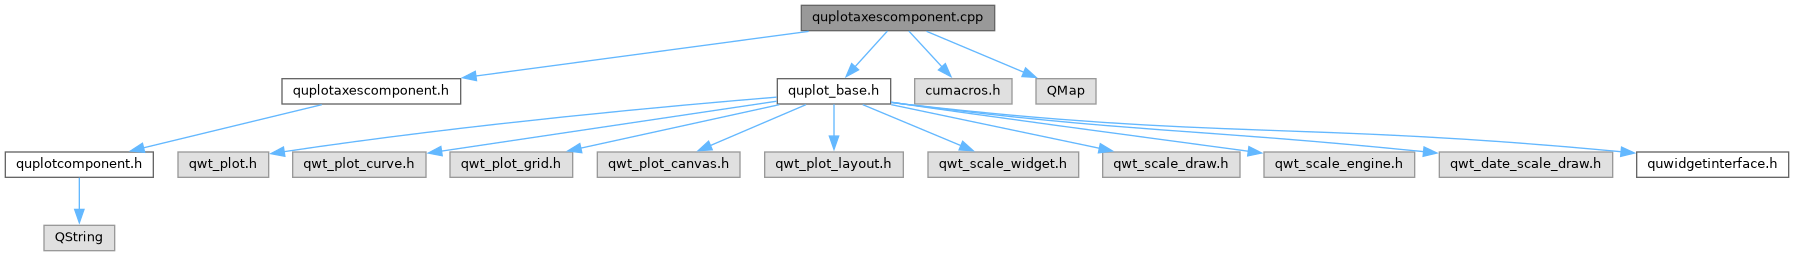 quplotaxescomponent.cpp
quplotaxescomponent.h
quplot_base.h
cumacros.h
QMap
quplotcomponent.h
qwt_plot.h
qwt_plot_curve.h
qwt_plot_grid.h
qwt_plot_canvas.h
qwt_plot_layout.h
qwt_scale_widget.h
qwt_scale_draw.h
qwt_scale_engine.h
qwt_date_scale_draw.h
quwidgetinterface.h
QString